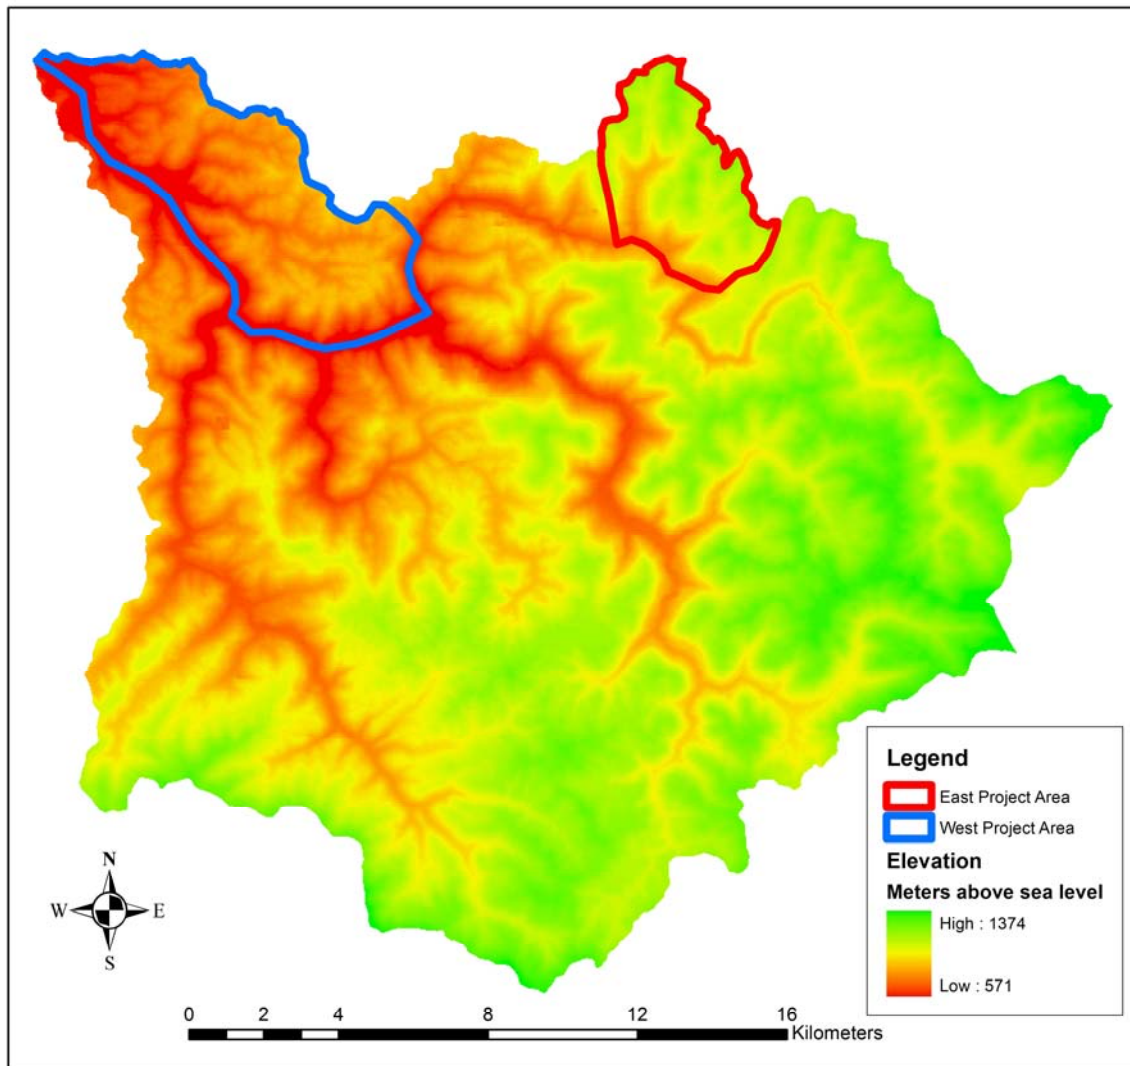 Legend
East Project Area
West Project Area
Elevation
Meters above sea level
High : 1374
Low : 571
N
W E
S
0 2 4 8 12 16
Kilometers